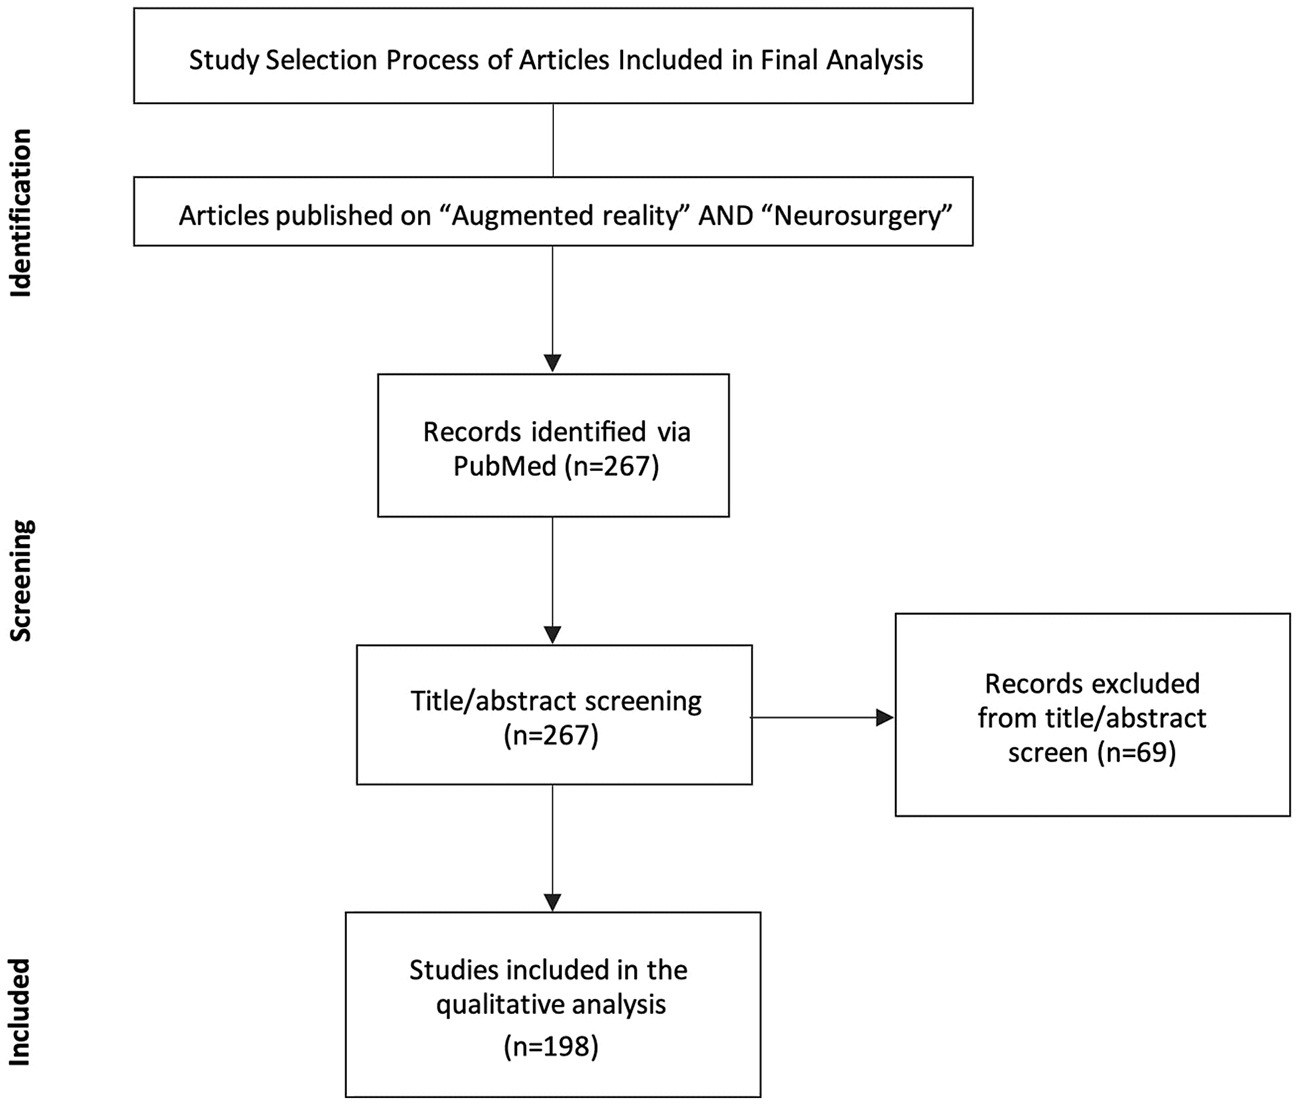 Study Selection Process of Articles Included in Final Analysis
Identification
Articles published on “Augmented reality” AND “Neurosurgery”
Records identified via
PubMed (n=267)
Screening
Title/abstract screening
(n=267)
Records excluded
from title/abstract
screen (n=69)
Included
Studies included in the
qualitative analysis
(n=198)